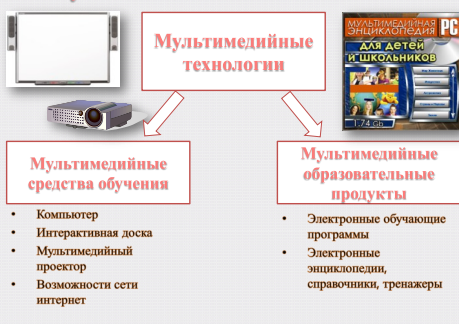 Мультимедийные
технологии
МУЛЬТИМЕДИЙНАЯ
ЭНЦИКЛОПЕДИЯ
PC
ДЛЯ ДЕТЕЙ
И ШКОЛЬНИКОВ
1,74 Gb
Мультимедийные
средства обучения
• Компьютер
• Интерактивная доска
• Мультимедийный
проектор
• Возможности сети
интернет
Мультимедийные
образовательные
продукты
• Электронные обучающие
программы
• Электронные
энциклопедии,
справочники, тренажеры